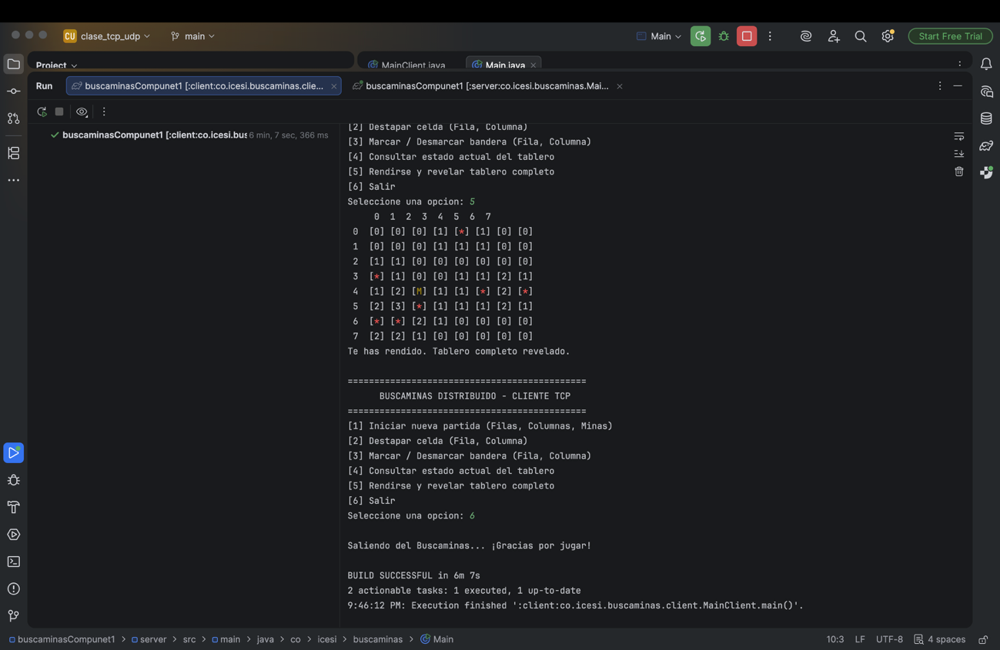 CU clase_tcp_udp main Main Start Free Trial
Project MainClient.java Main.java
Run buscaminasCompunet1 [:client:co.icesi.buscaminas.clie... buscaminasCompunet1 [:server:co.icesi.buscaminas.Mai...
buscaminasCompunet1 [:client:co.icesi.bus 6 min, 7 sec, 366 ms
[2] Destapar celda (Fila, Columna)
[3] Marcar / Desmarcar bandera (Fila, Columna)
[4] Consultar estado actual del tablero
[5] Rendirse y revelar tablero completo
[6] Salir
Seleccione una opcion: 5
0 1 2 3 4 5 6 7
0 [0] [0] [0] [1] [*] [1] [0] [0]
1 [0] [0] [0] [1] [1] [1] [0] [0]
2 [1] [1] [0] [0] [0] [0] [0] [0]
3 [*] [1] [0] [0] [1] [1] [2] [1]
4 [1] [2] [M] [1] [1] [*] [2] [*]
5 [2] [3] [*] [1] [1] [1] [2] [1]
6 [*] [*] [2] [1] [0] [0] [0] [0]
7 [2] [2] [1] [0] [0] [0] [0] [0]
Te has rendido. Tablero completo revelado.
=============================================
BUSCAMINAS DISTRIBUIDO - CLIENTE TCP
=============================================
[1] Iniciar nueva partida (Filas, Columnas, Minas)
[2] Destapar celda (Fila, Columna)
[3] Marcar / Desmarcar bandera (Fila, Columna)
[4] Consultar estado actual del tablero
[5] Rendirse y revelar tablero completo
[6] Salir
Seleccione una opcion: 6
Saliendo del Buscaminas... ¡Gracias por jugar!
BUILD SUCCESSFUL in 6m 7s
2 actionable tasks: 1 executed, 1 up-to-date
9:46:12 PM: Execution finished ':client:co.icesi.buscaminas.client.MainClient.main()'.
buscaminasCompunet1 > server > src > main > java > co > icesi > buscaminas > Main 10:3 LF UTF-8 4 spaces